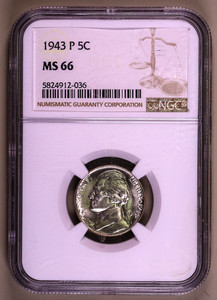 1943 P 5C
MS 66
5824912-036
NUMISMATIC GUARANTY CORPORATION
NGC